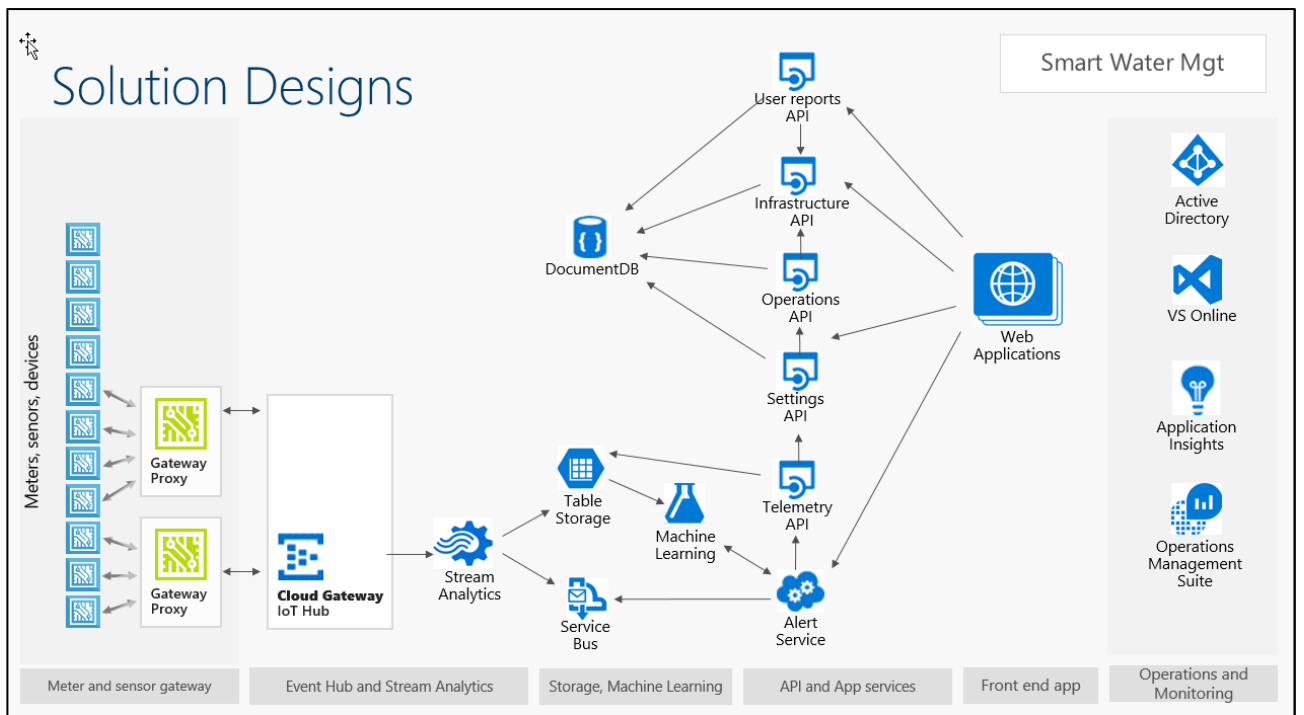 Solution Designs
Smart Water Mgt
Meters, senors, devices
Gateway
Proxy
Gateway
Proxy
Cloud Gateway
IoT Hub
Stream
Analytics
DocumentDB
Table
Storage
Machine
Learning
Service
Bus
User reports
API
Infrastructure
API
Operations
API
Settings
API
Telemetry
API
Alert
Service
Web
Applications
Active
Directory
VS Online
Application
Insights
Operations
Management
Suite
Meter and sensor gateway
Event Hub and Stream Analytics
Storage, Machine Learning
API and App services
Front end app
Operations and
Monitoring